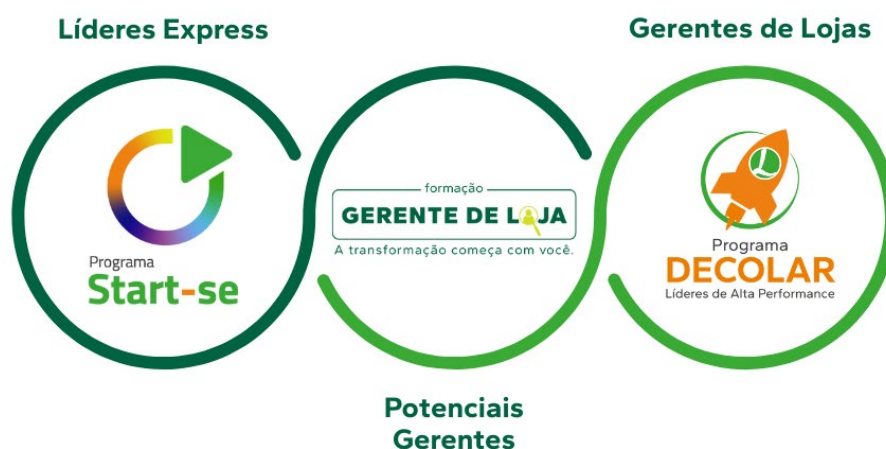 Líderes Express
Gerentes de Lojas
Programa
Start-se
formação
GERENTE DE LOJA
A transformação começa com você.
Programa
DECOLAR
Líderes de Alta Performance
Potenciais
Gerentes